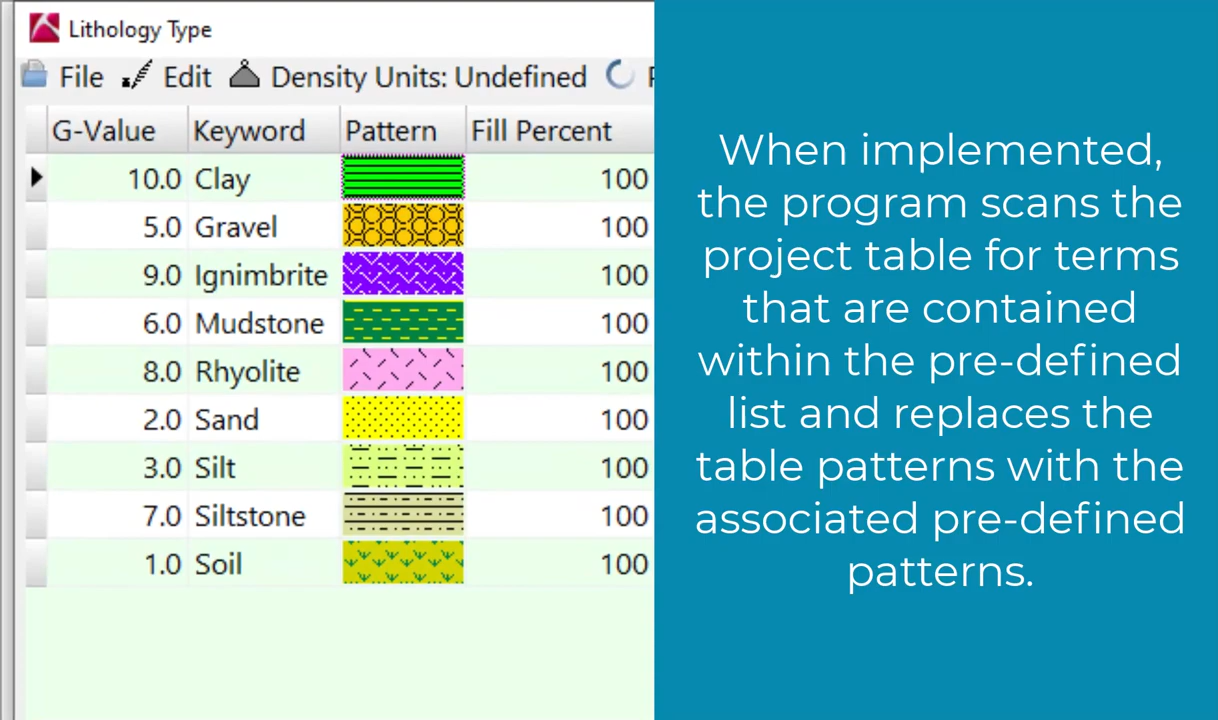 Lithology Type
File Edit Density Units: Undefined
G-Value Keyword Pattern Fill Percent
10.0 Clay 100
5.0 Gravel 100
9.0 Ignimbrite 100
6.0 Mudstone 100
8.0 Rhyolite 100
2.0 Sand 100
3.0 Silt 100
7.0 Siltstone 100
1.0 Soil 100
When implemented,
the program scans the
project table for terms
that are contained
within the pre-defined
list and replaces the
table patterns with the
associated pre-defined
patterns.